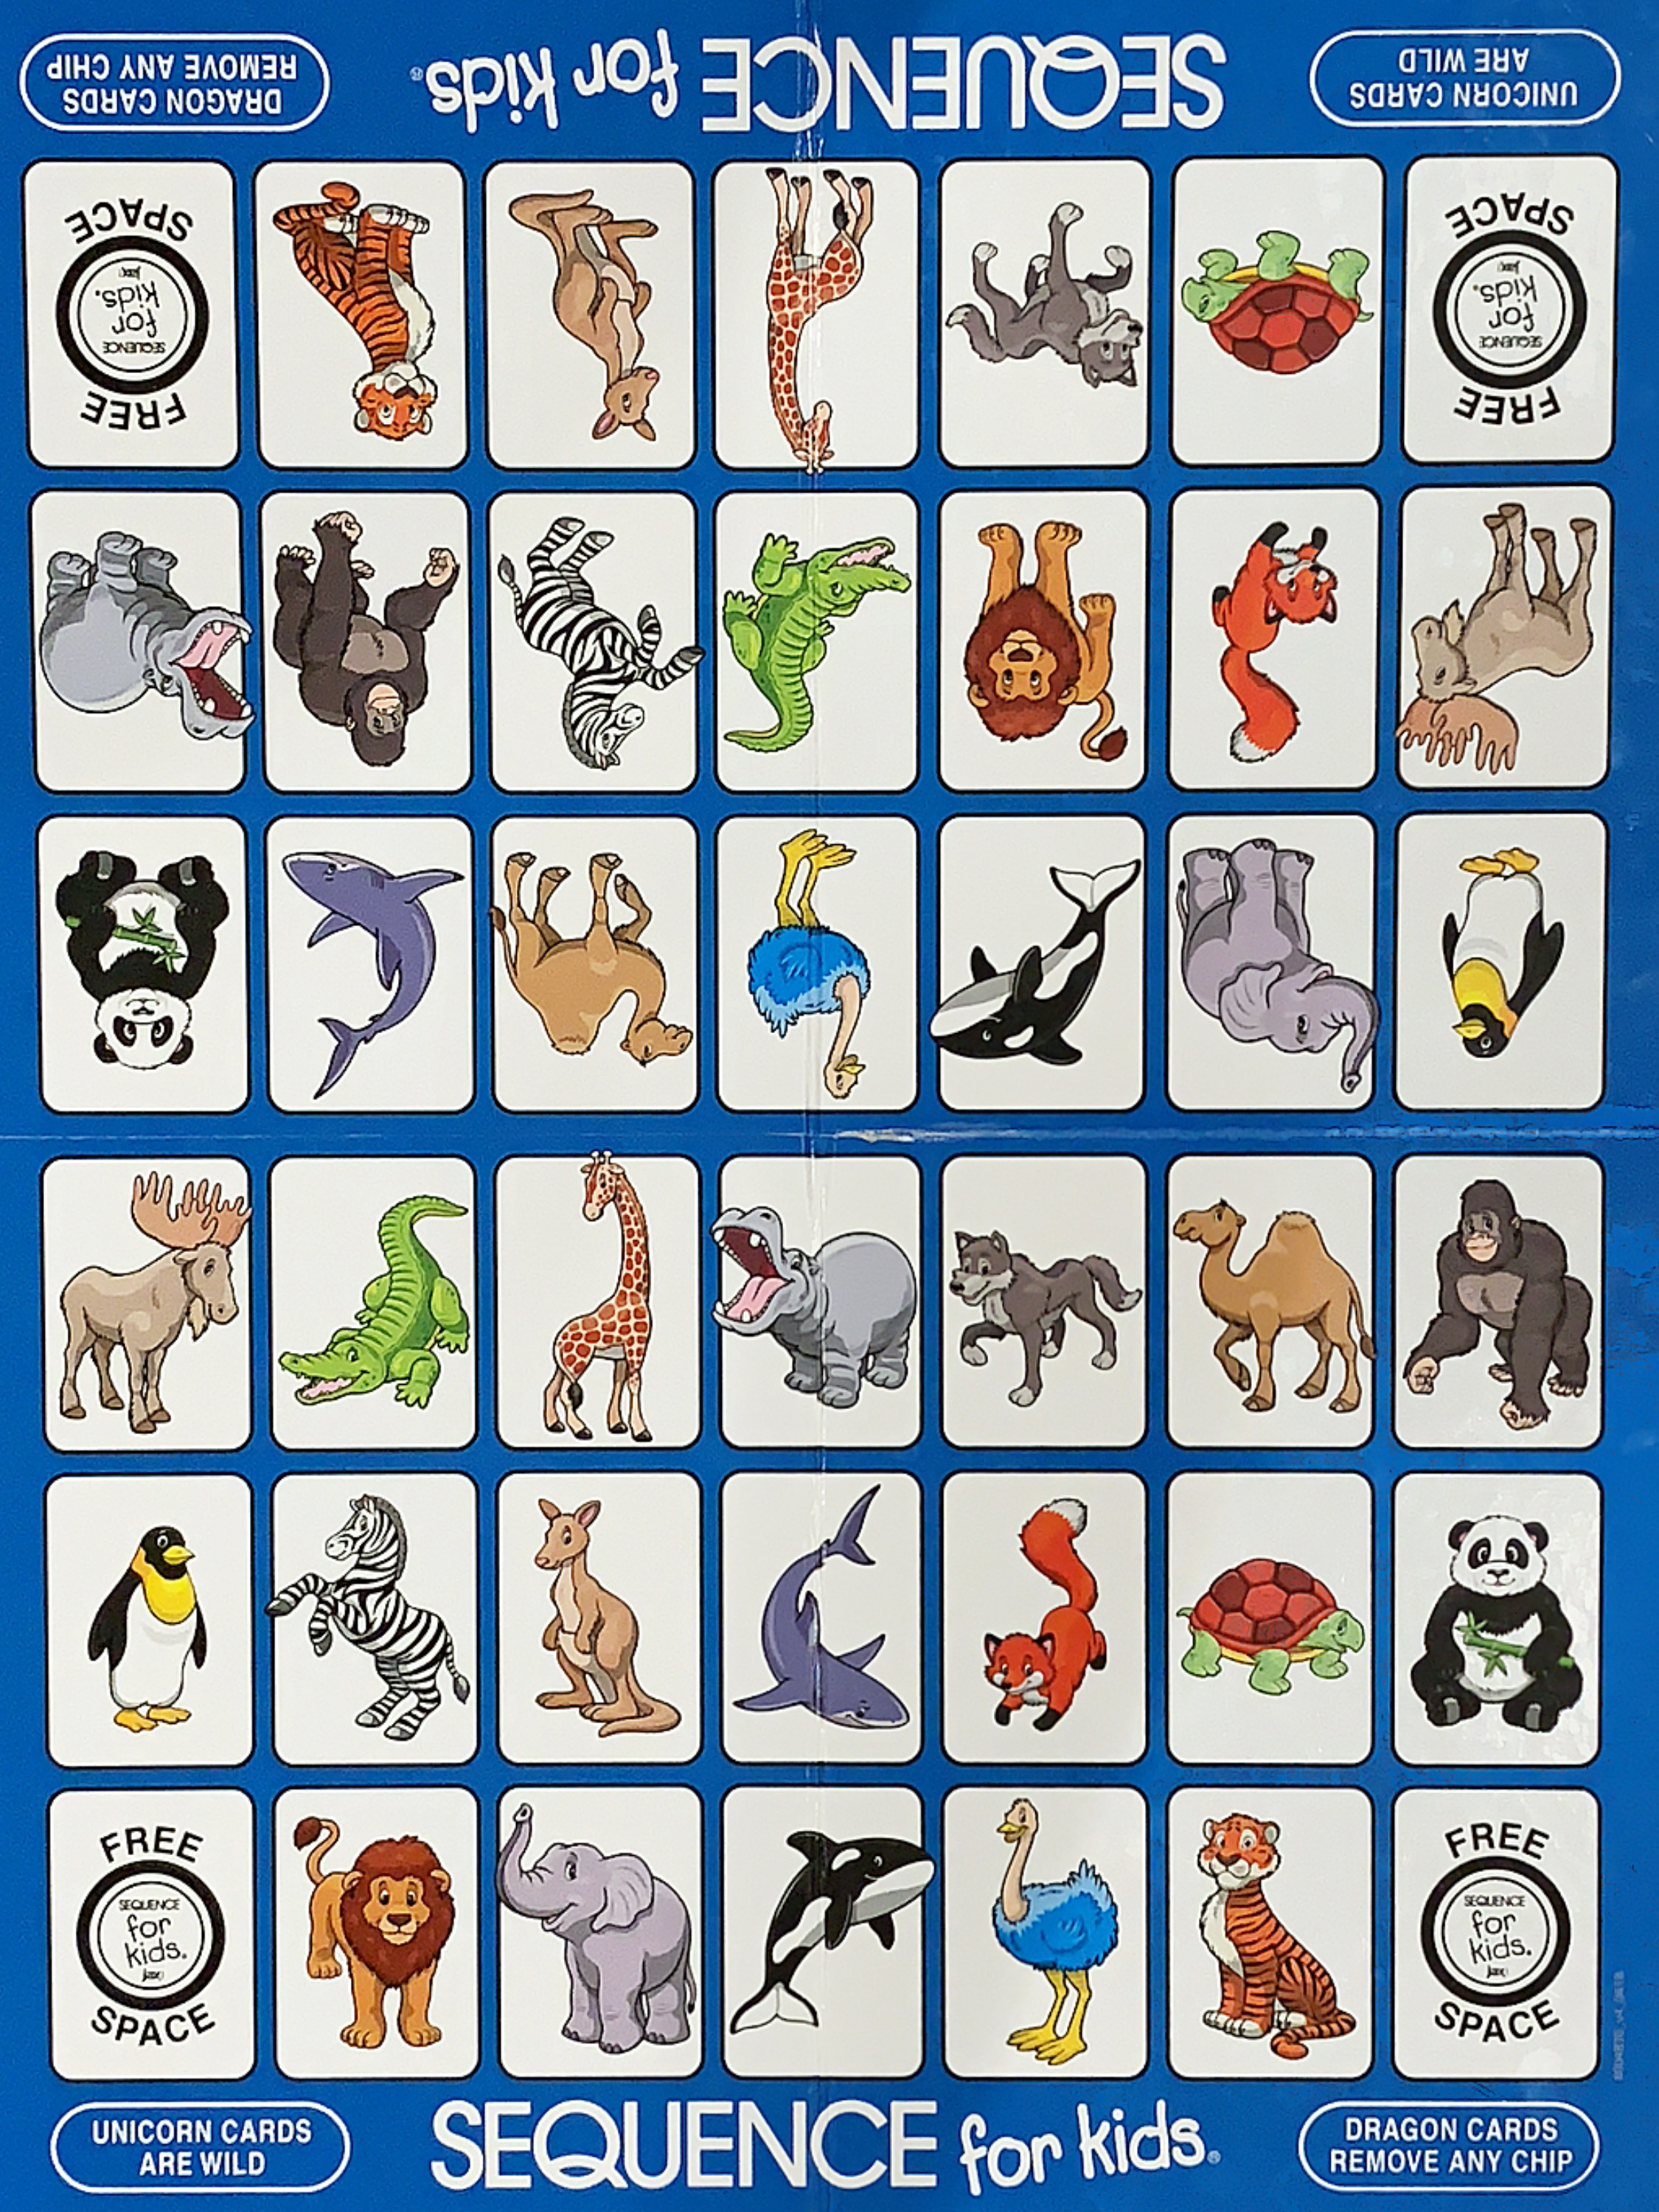 DRAGON CARDS
REMOVE ANY CHIP
SEQUENCE for kids®
UNICORN CARDS
ARE WILD
FREE
SEQUENCE
for
kids.
jax
SPACE
FREE
SEQUENCE
for
kids.
jax
SPACE
FREE
SEQUENCE
for
kids.
jax
SPACE
FREE
SEQUENCE
for
kids.
jax
SPACE
UNICORN CARDS
ARE WILD
SEQUENCE for kids®
DRAGON CARDS
REMOVE ANY CHIP